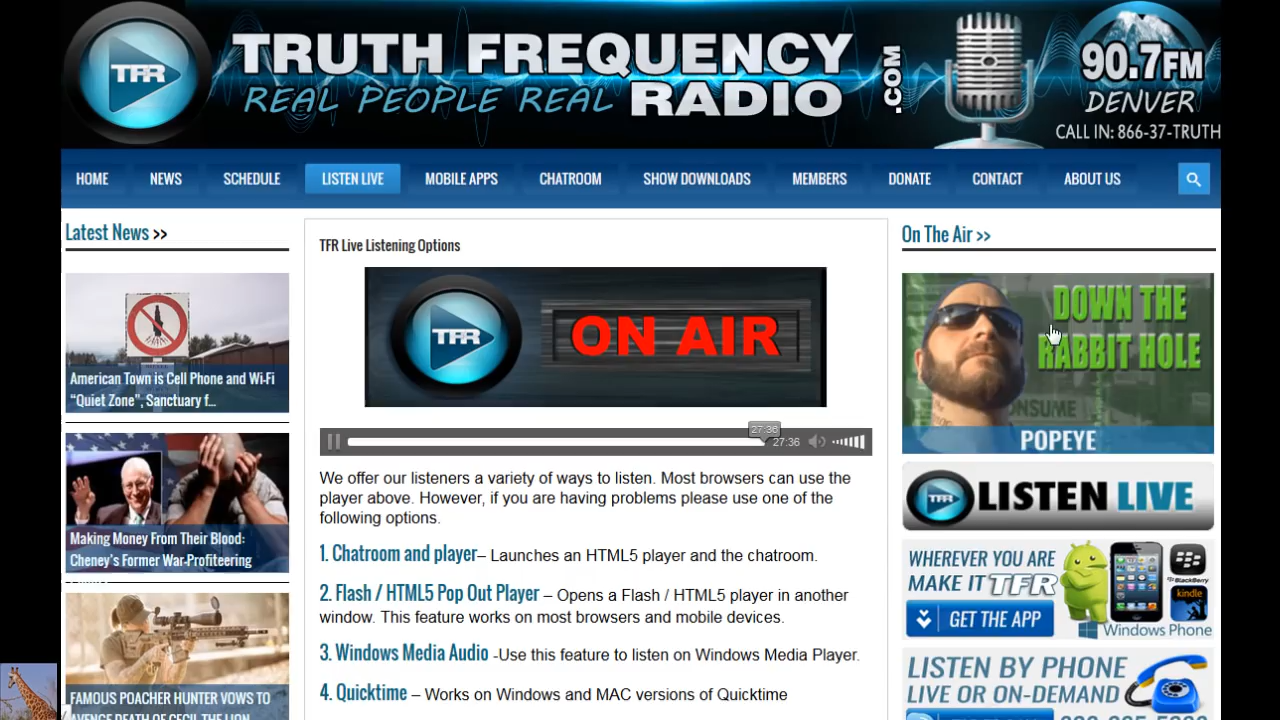 TFR
TRUTH FREQUENCY
REAL PEOPLE REAL RADIO
.COM
90.7FM
DENVER
CALL IN: 866-37-TRUTH
HOME NEWS SCHEDULE LISTEN LIVE MOBILE APPS CHATROOM SHOW DOWNLOADS MEMBERS DONATE CONTACT ABOUT US
Latest News >>
American Town is Cell Phone and Wi-Fi
“Quiet Zone”, Sanctuary f...
Making Money From Their Blood:
Cheney’s Former War-Profiteering
FAMOUS POACHER HUNTER VOWS TO
AVENGE DEATH OF CECIL THE LION
TFR Live Listening Options
TFR
ON AIR
27:36
27:36
We offer our listeners a variety of ways to listen. Most browsers can use the
player above. However, if you are having problems please use one of the
following options.
1. Chatroom and player– Launches an HTML5 player and the chatroom.
2. Flash / HTML5 Pop Out Player – Opens a Flash / HTML5 player in another
window. This feature works on most browsers and mobile devices.
3. Windows Media Audio -Use this feature to listen on Windows Media Player.
4. Quicktime – Works on Windows and MAC versions of Quicktime
On The Air >>
DOWN THE
RABBIT HOLE
CONSUME
POPEYE
TFR
LISTEN LIVE
WHEREVER YOU ARE
MAKE IT TFR
GET THE APP
BlackBerry
kindle
Windows Phone
LISTEN BY PHONE
LIVE OR ON-DEMAND